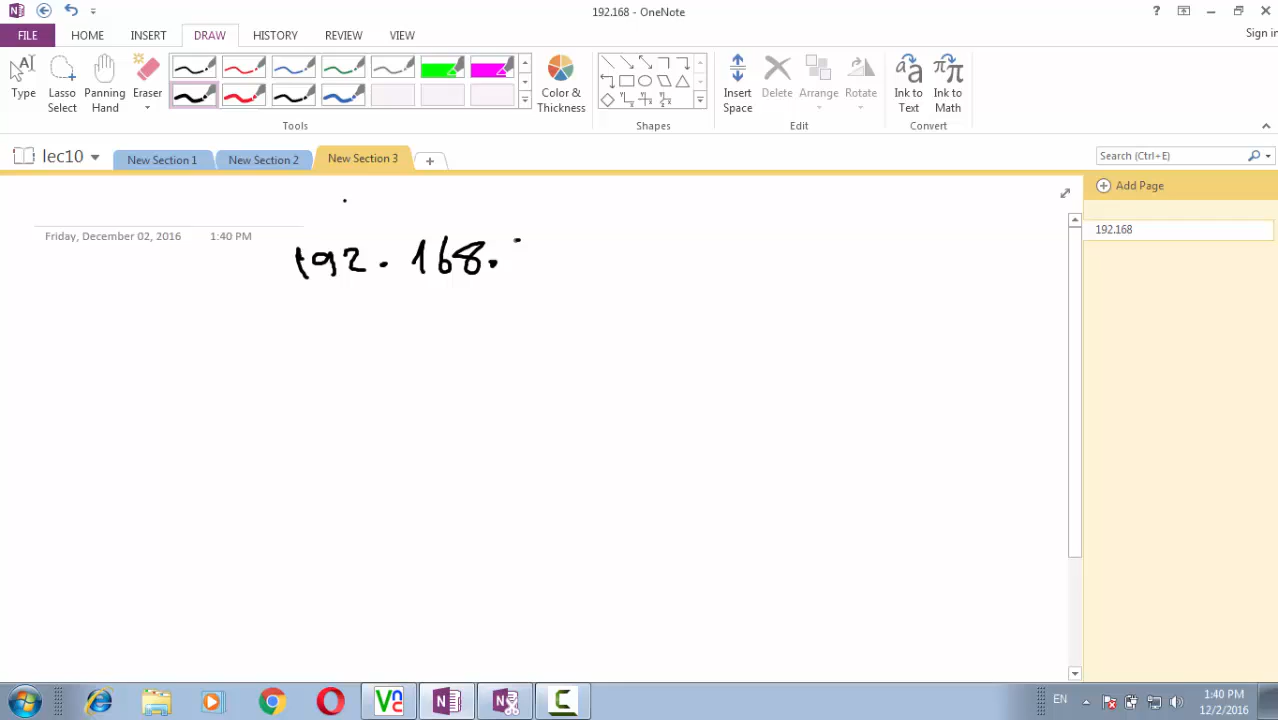 192.168 - OneNote
FILE HOME INSERT DRAW HISTORY REVIEW VIEW
Sign in
Type
Lasso Select
Panning Hand
Eraser
Color & Thickness
Insert Space
Delete
Arrange
Rotate
Ink to Text
Ink to Math
Tools
Shapes
Edit
Convert
lec10
New Section 1
New Section 2
New Section 3
Search (Ctrl+E)
Add Page
192.168
Friday, December 02, 2016 1:40 PM
192. 168.
EN
1:40 PM
12/2/2016